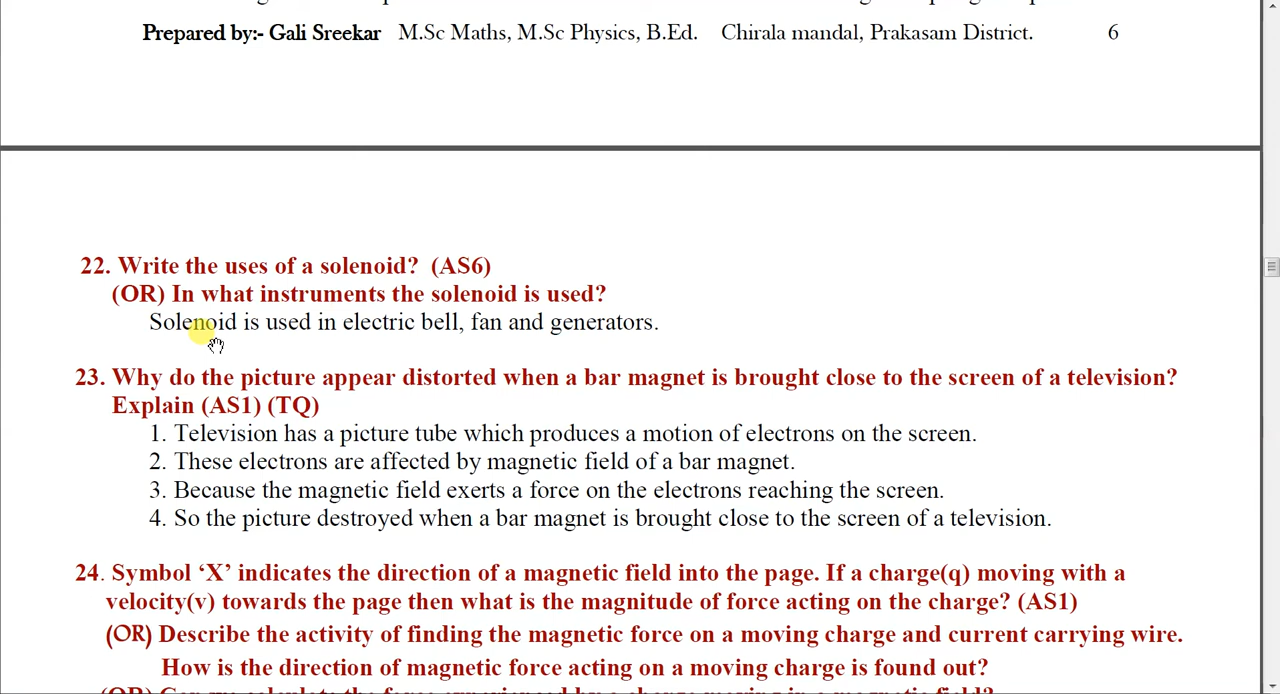 Prepared by:- Gali Sreekar M.Sc Maths, M.Sc Physics, B.Ed. Chirala mandal, Prakasam District. 6
22. Write the uses of a solenoid? (AS6)
(OR) In what instruments the solenoid is used?
Solenoid is used in electric bell, fan and generators.
23. Why do the picture appear distorted when a bar magnet is brought close to the screen of a television?
Explain (AS1) (TQ)
1. Television has a picture tube which produces a motion of electrons on the screen.
2. These electrons are affected by magnetic field of a bar magnet.
3. Because the magnetic field exerts a force on the electrons reaching the screen.
4. So the picture destroyed when a bar magnet is brought close to the screen of a television.
24. Symbol ‘X’ indicates the direction of a magnetic field into the page. If a charge(q) moving with a
velocity(v) towards the page then what is the magnitude of force acting on the charge? (AS1)
(OR) Describe the activity of finding the magnetic force on a moving charge and current carrying wire.
How is the direction of magnetic force acting on a moving charge is found out?